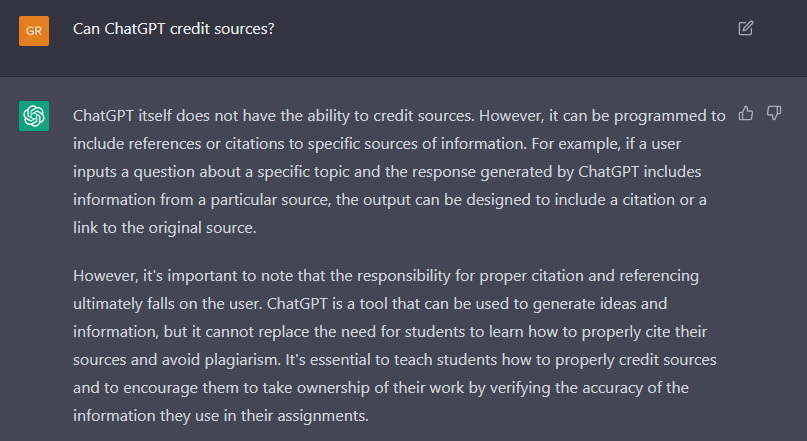 GR
Can ChatGPT credit sources?
ChatGPT itself does not have the ability to credit sources. However, it can be programmed to
include references or citations to specific sources of information. For example, if a user
inputs a question about a specific topic and the response generated by ChatGPT includes
information from a particular source, the output can be designed to include a citation or a
link to the original source.
However, it's important to note that the responsibility for proper citation and referencing
ultimately falls on the user. ChatGPT is a tool that can be used to generate ideas and
information, but it cannot replace the need for students to learn how to properly cite their
sources and avoid plagiarism. It's essential to teach students how to properly credit sources
and to encourage them to take ownership of their work by verifying the accuracy of the
information they use in their assignments.